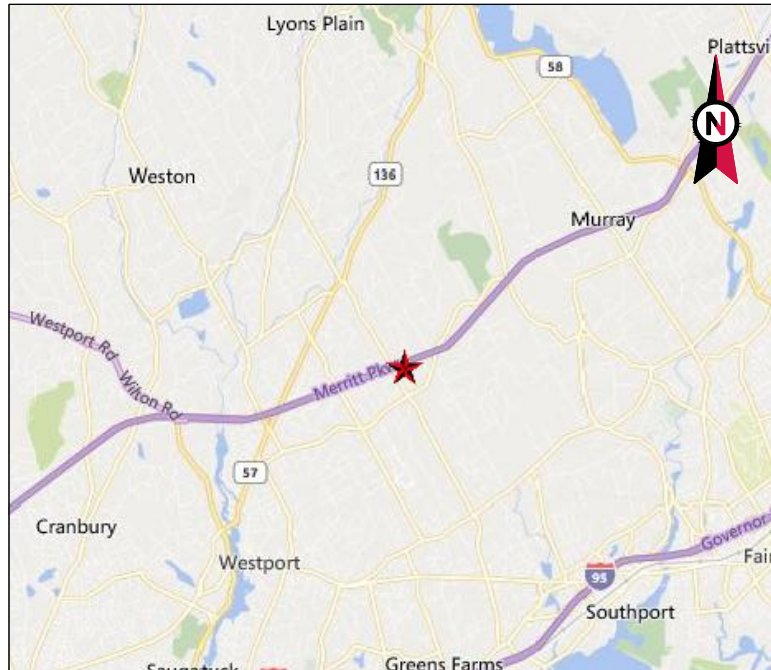 Lyons Plain
Plattsvi
58
N
136
Weston
Murray
Westport Rd
Wilton Rd
Merritt Pkwy
57
Cranbury
Governor
Westport
95
Fair
Southport
Greens Farms
Saugatuck